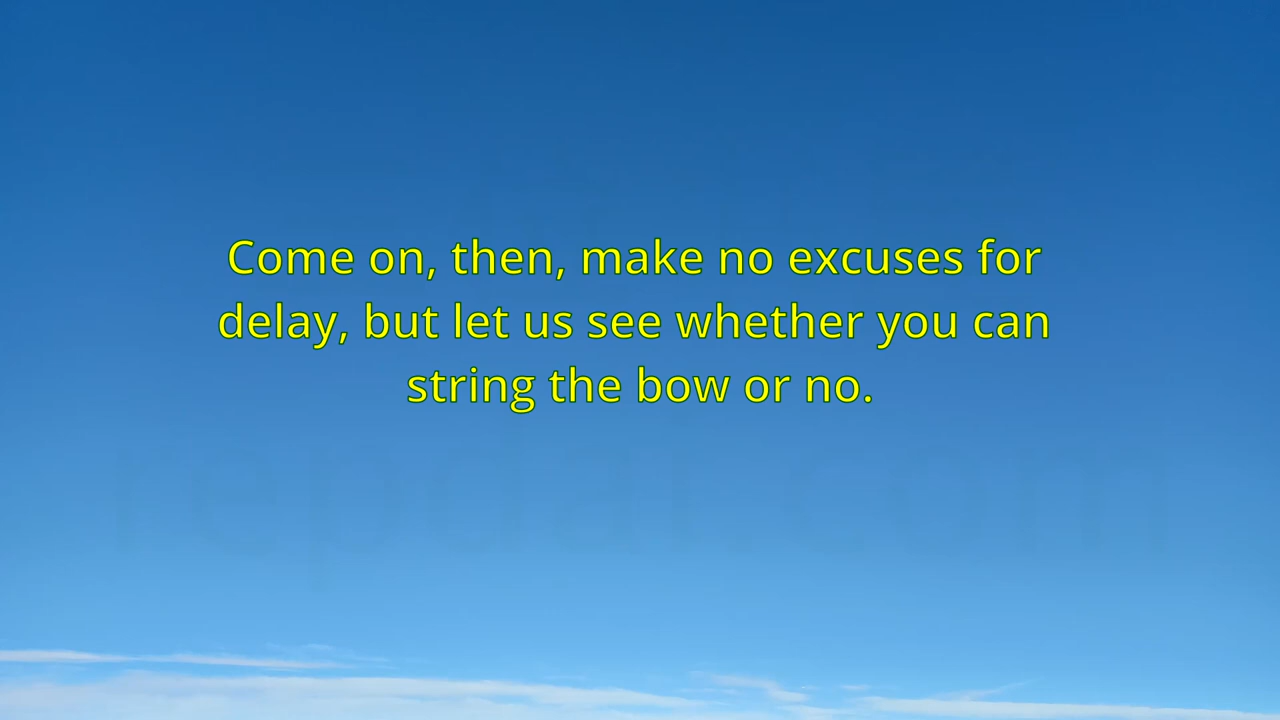 Come on, then, make no excuses for
delay, but let us see whether you can
string the bow or no.